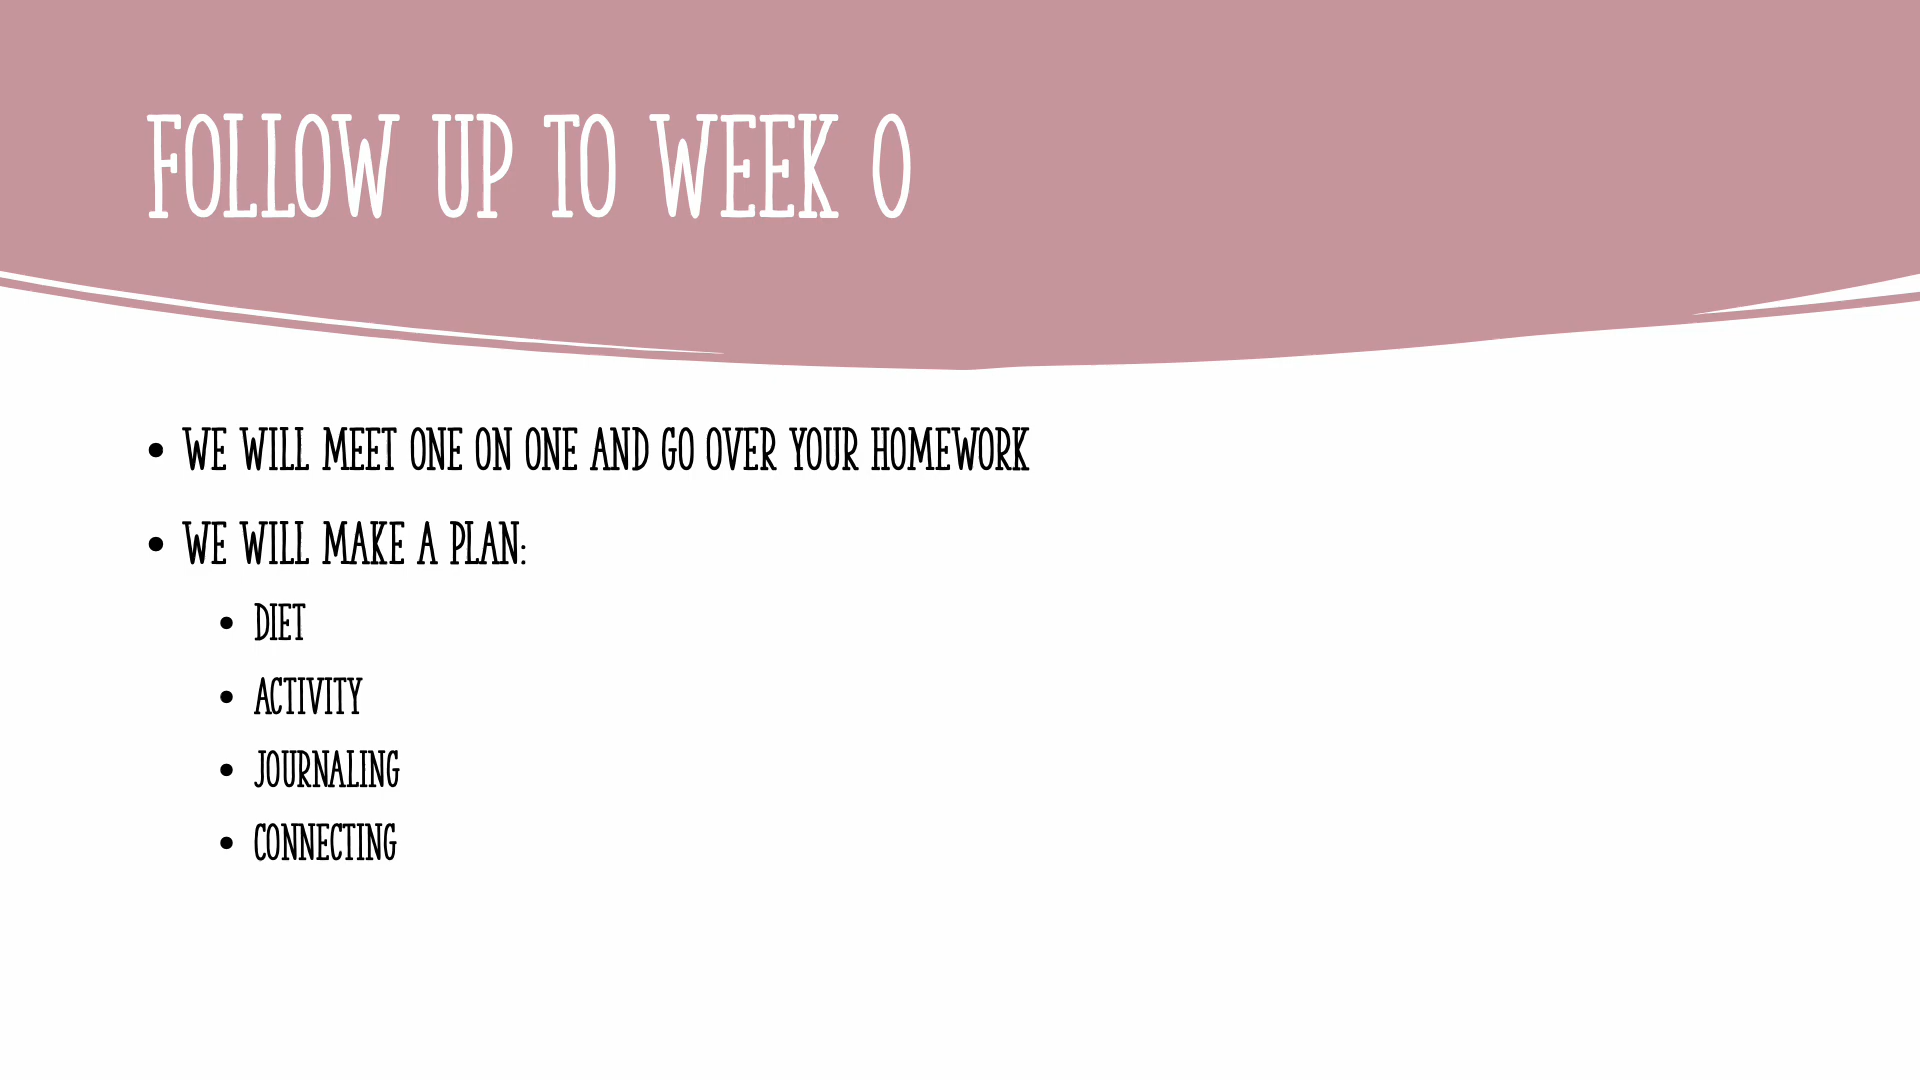 FOLLOW UP TO WEEK 0
• WE WILL MEET ONE ON ONE AND GO OVER YOUR HOMEWORK
• WE WILL MAKE A PLAN:
• DIET
• ACTIVITY
• JOURNALING
• CONNECTING